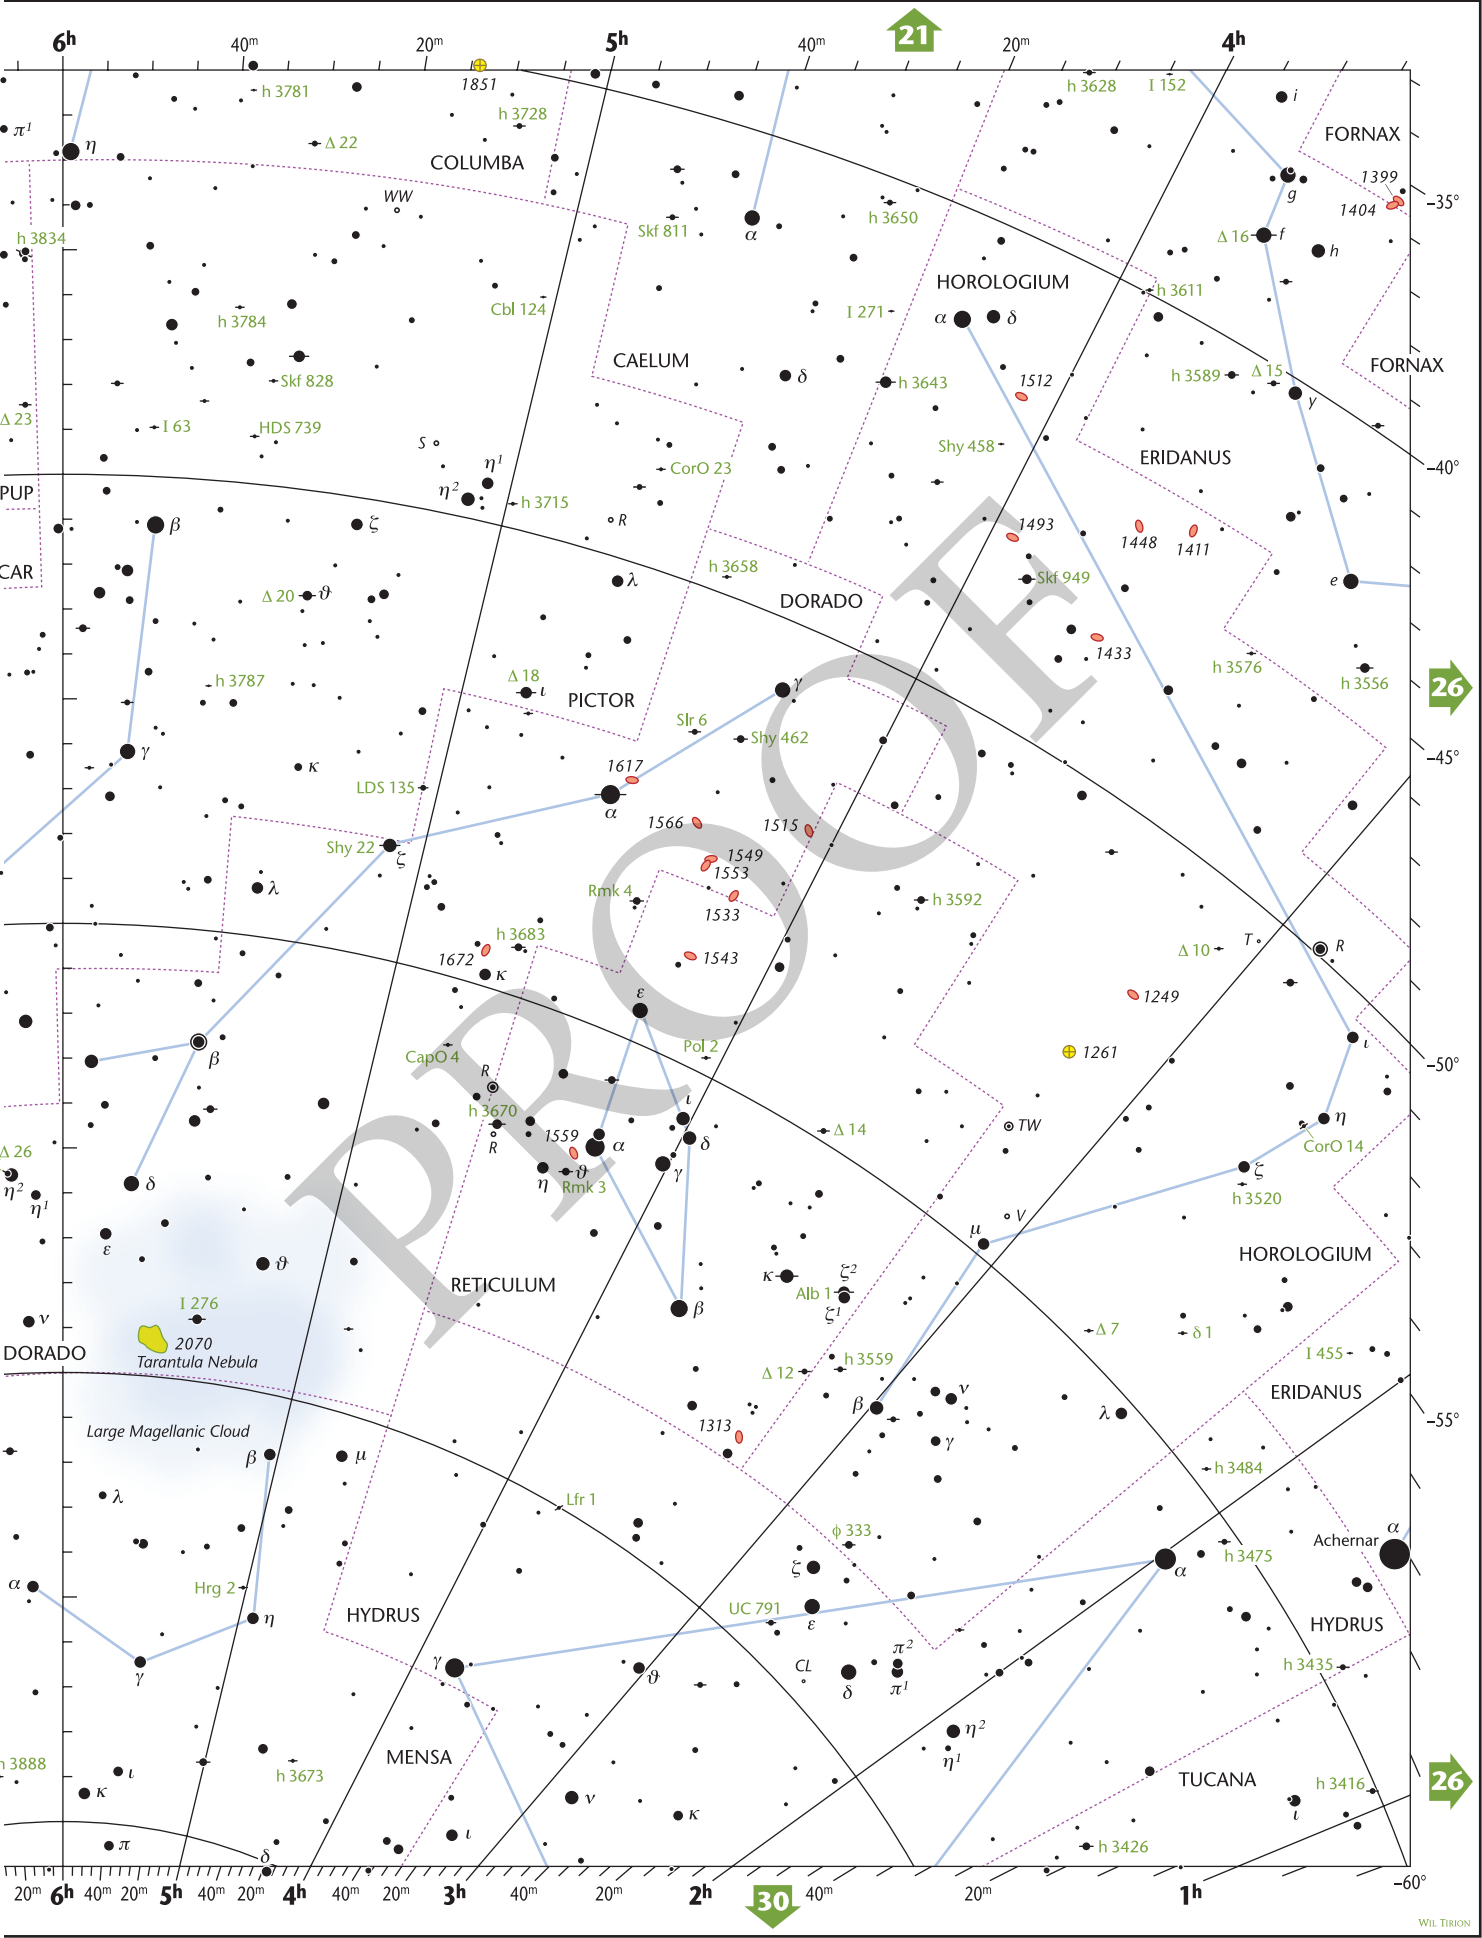 6h 40m 20m 5h 21 40m 20m 4h
1851
h 3781
h 3728
h 3628 I 152 i
π1 η Δ 22
COLUMBA
FORNAX
1399
1404
WW
g
h 3834
Skf 811 α
h 3650
Δ 16 f h
–35°
HOROLOGIUM
h 3611
Cbl 124
h 3784
I 271
α δ
CAELUM
FORNAX
Skf 828
δ h 3643
1512
h 3589 Δ 15
y
Δ 23
I 63 HDS 739
S
Shy 458
ERIDANUS
–40°
η1
η2
CorO 23
PUP
h 3715
R
β ζ
1493
1448 1411
CAR
λ
h 3658
Skf 949
e
Δ 20 ϑ
DORADO
1433
h 3576
h 3556
h 3787
Δ 18 ι
PICTOR
γ
26
Slr 6
Shy 462
γ κ
1617
–45°
LDS 135
α
1566 1515
Shy 22 ζ
1549
1553
λ
Rmk 4
1533
h 3592
h 3683
1672 κ
1543
Δ 10 T R
1249
ε
PROOF
β
CapO 4
Pol 2
1261
ι
–50°
R
h 3670
R
ι
TW
η
Δ 14
CorO 14
1559 α δ
Δ 26
η2 η1
δ
η ϑ
Rmk 3
γ
ζ
h 3520
V
μ
ε ϑ
HOROLOGIUM
RETICULUM
κ ζ2
Alb 1
ζ1
I 276
ν
β
2070
Tarantula Nebula
DORADO
Δ 7 δ 1
I 455
Δ 12 h 3559
ERIDANUS
β ν
λ
–55°
Large Magellanic Cloud
1313
γ
β μ
h 3484
λ
Lfr 1
ϕ 333
α
Achernar
h 3475
ζ
α
α
Hrg 2
HYDRUS
UC 791
ε
HYDRUS
η
γ
γ ϑ
CL δ
π2
π1
h 3435
η2
η1
MENSA
h 3888
ι
h 3673
TUCANA
h 3416
26
κ ν κ
ι
π ι
h 3426
δ
20m 6h 40m 20m 5h 40m 20m 4h 40m 20m 3h 40m 20m 2h 30 40m 20m 1h –60°
WIL TIRION